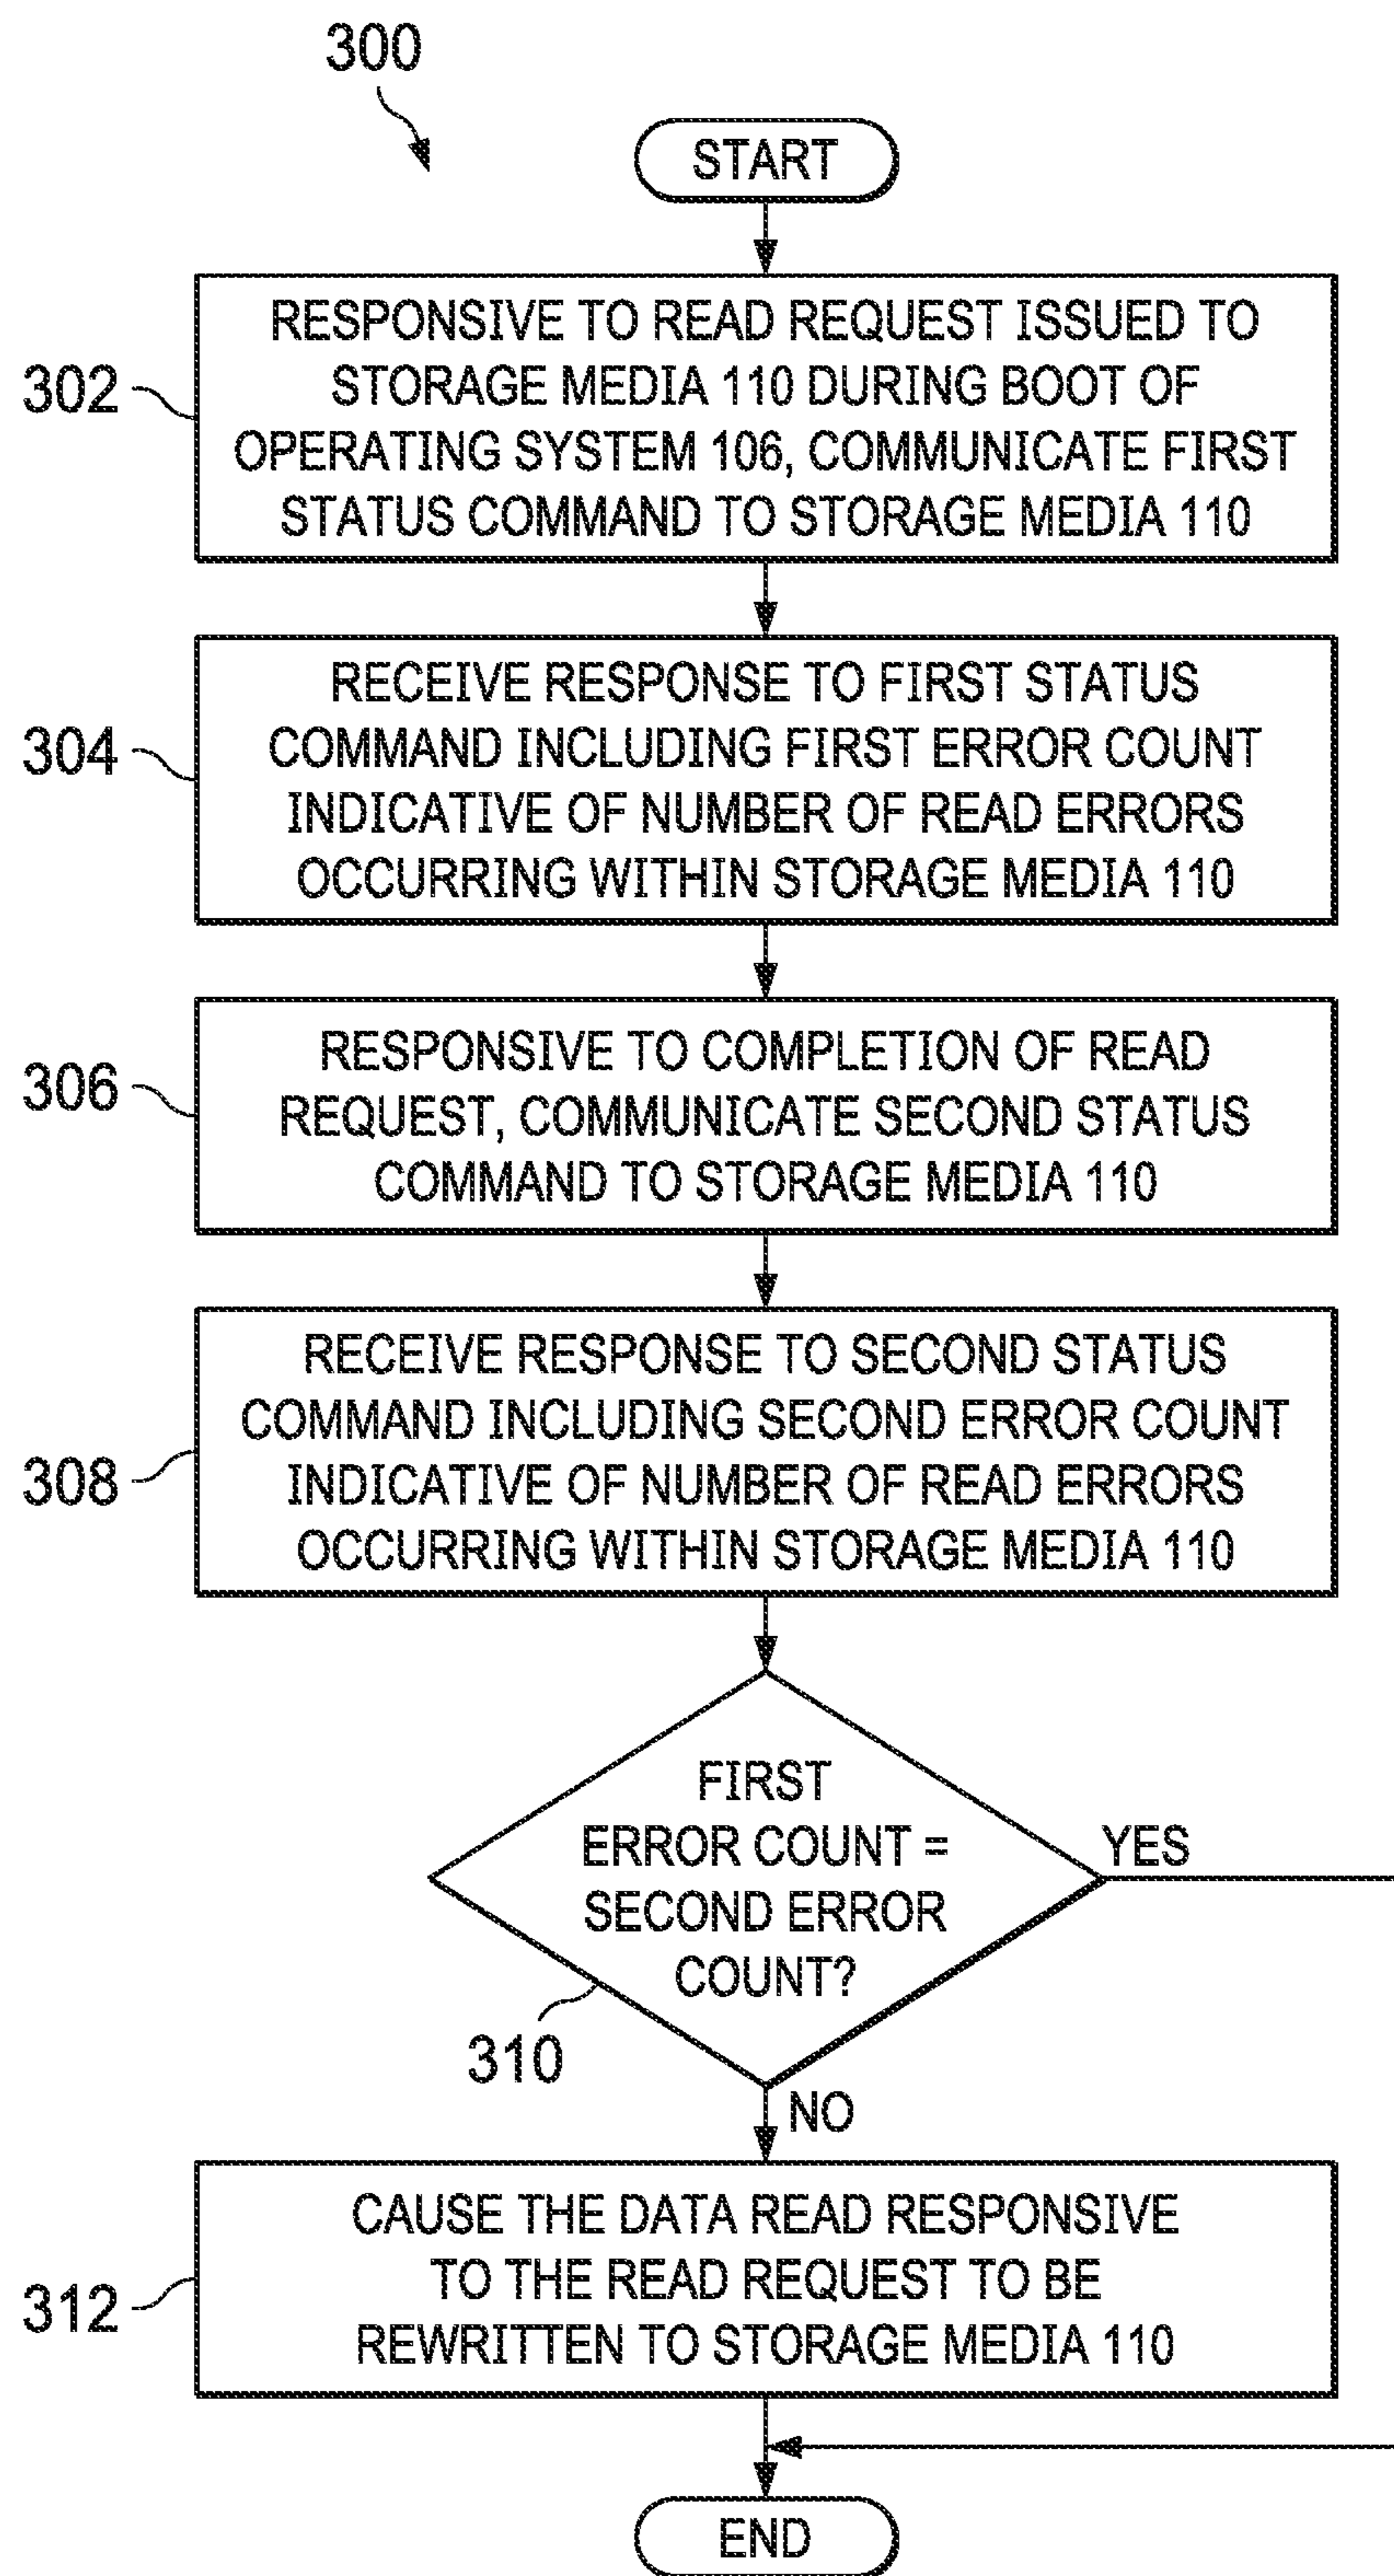 300
START
302
RESPONSIVE TO READ REQUEST ISSUED TO
STORAGE MEDIA 110 DURING BOOT OF
OPERATING SYSTEM 106, COMMUNICATE FIRST
STATUS COMMAND TO STORAGE MEDIA 110
304
RECEIVE RESPONSE TO FIRST STATUS
COMMAND INCLUDING FIRST ERROR COUNT
INDICATIVE OF NUMBER OF READ ERRORS
OCCURRING WITHIN STORAGE MEDIA 110
306
RESPONSIVE TO COMPLETION OF READ
REQUEST, COMMUNICATE SECOND STATUS
COMMAND TO STORAGE MEDIA 110
308
RECEIVE RESPONSE TO SECOND STATUS
COMMAND INCLUDING SECOND ERROR COUNT
INDICATIVE OF NUMBER OF READ ERRORS
OCCURRING WITHIN STORAGE MEDIA 110
FIRST
ERROR COUNT =
SECOND ERROR
COUNT?
YES
310
NO
312
CAUSE THE DATA READ RESPONSIVE
TO THE READ REQUEST TO BE
REWRITTEN TO STORAGE MEDIA 110
END